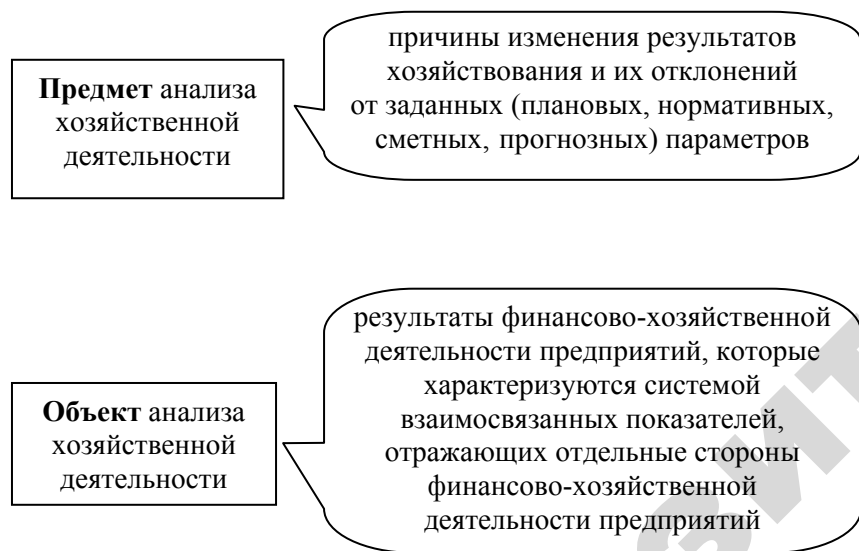 Предмет анализа
хозяйственной
деятельности
причины изменения результатов
хозяйствования и их отклонений
от заданных (плановых, нормативных,
сметных, прогнозных) параметров
Объект анализа
хозяйственной
деятельности
результаты финансово-хозяйственной
деятельности предприятий, которые
характеризуются системой
взаимосвязанных показателей,
отражающих отдельные стороны
финансово-хозяйственной
деятельности предприятий